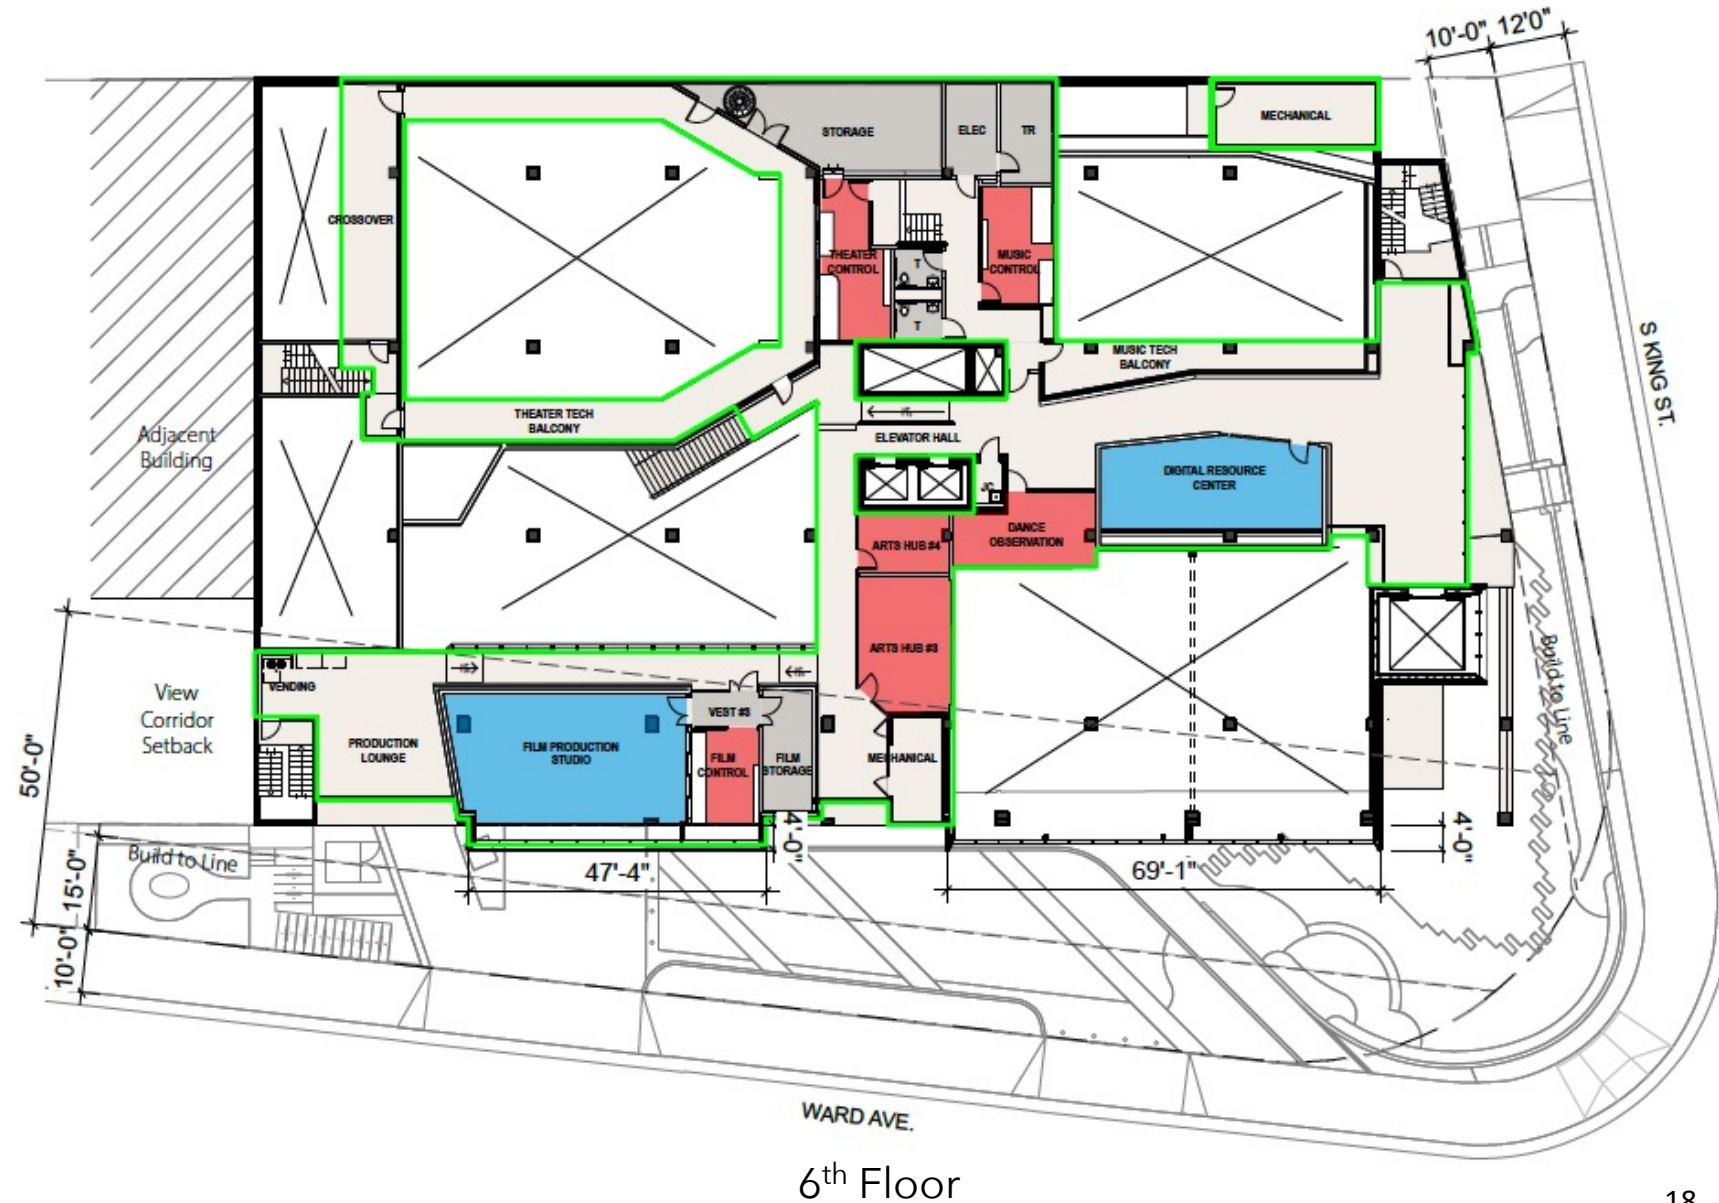 10'-0" 12'0"
MECHANICAL
STORAGE
ELEC
TR
CROSSOVER
THEATER
CONTROL
T
MUSIC
CONTROL
T
S KING ST.
MUSIC TECH
BALCONY
THEATER TECH
BALCONY
ELEVATOR HALL
Adjacent
Building
DIGITAL RESOURCE
CENTER
JC
DANCE
OBSERVATION
ARTS HUB #4
ARTS HUB #3
Build to Line
VENDING
View
Corridor
Setback
VEST #3
PRODUCTION
LOUNGE
FILM PRODUCTION
STUDIO
FILM
CONTROL
FILM
STORAGE
MECHANICAL
50'-0"
4'-0"
4'-0"
Build to Line
47'-4"
69'-1"
15'-0"
10'-0"
WARD AVE.
6th Floor
18